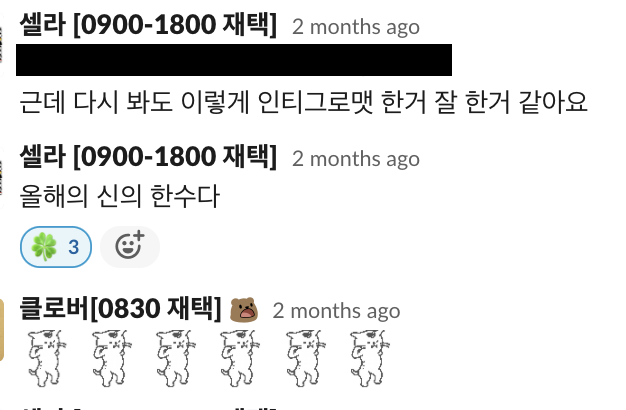 셀라 [0900-1800 재택] 2 months ago
근데 다시 봐도 이렇게 인티그로맷 한거 잘 한거 같아요
셀라 [0900-1800 재택] 2 months ago
올해의 신의 한수다
3
클로버[0830 재택] 2 months ago